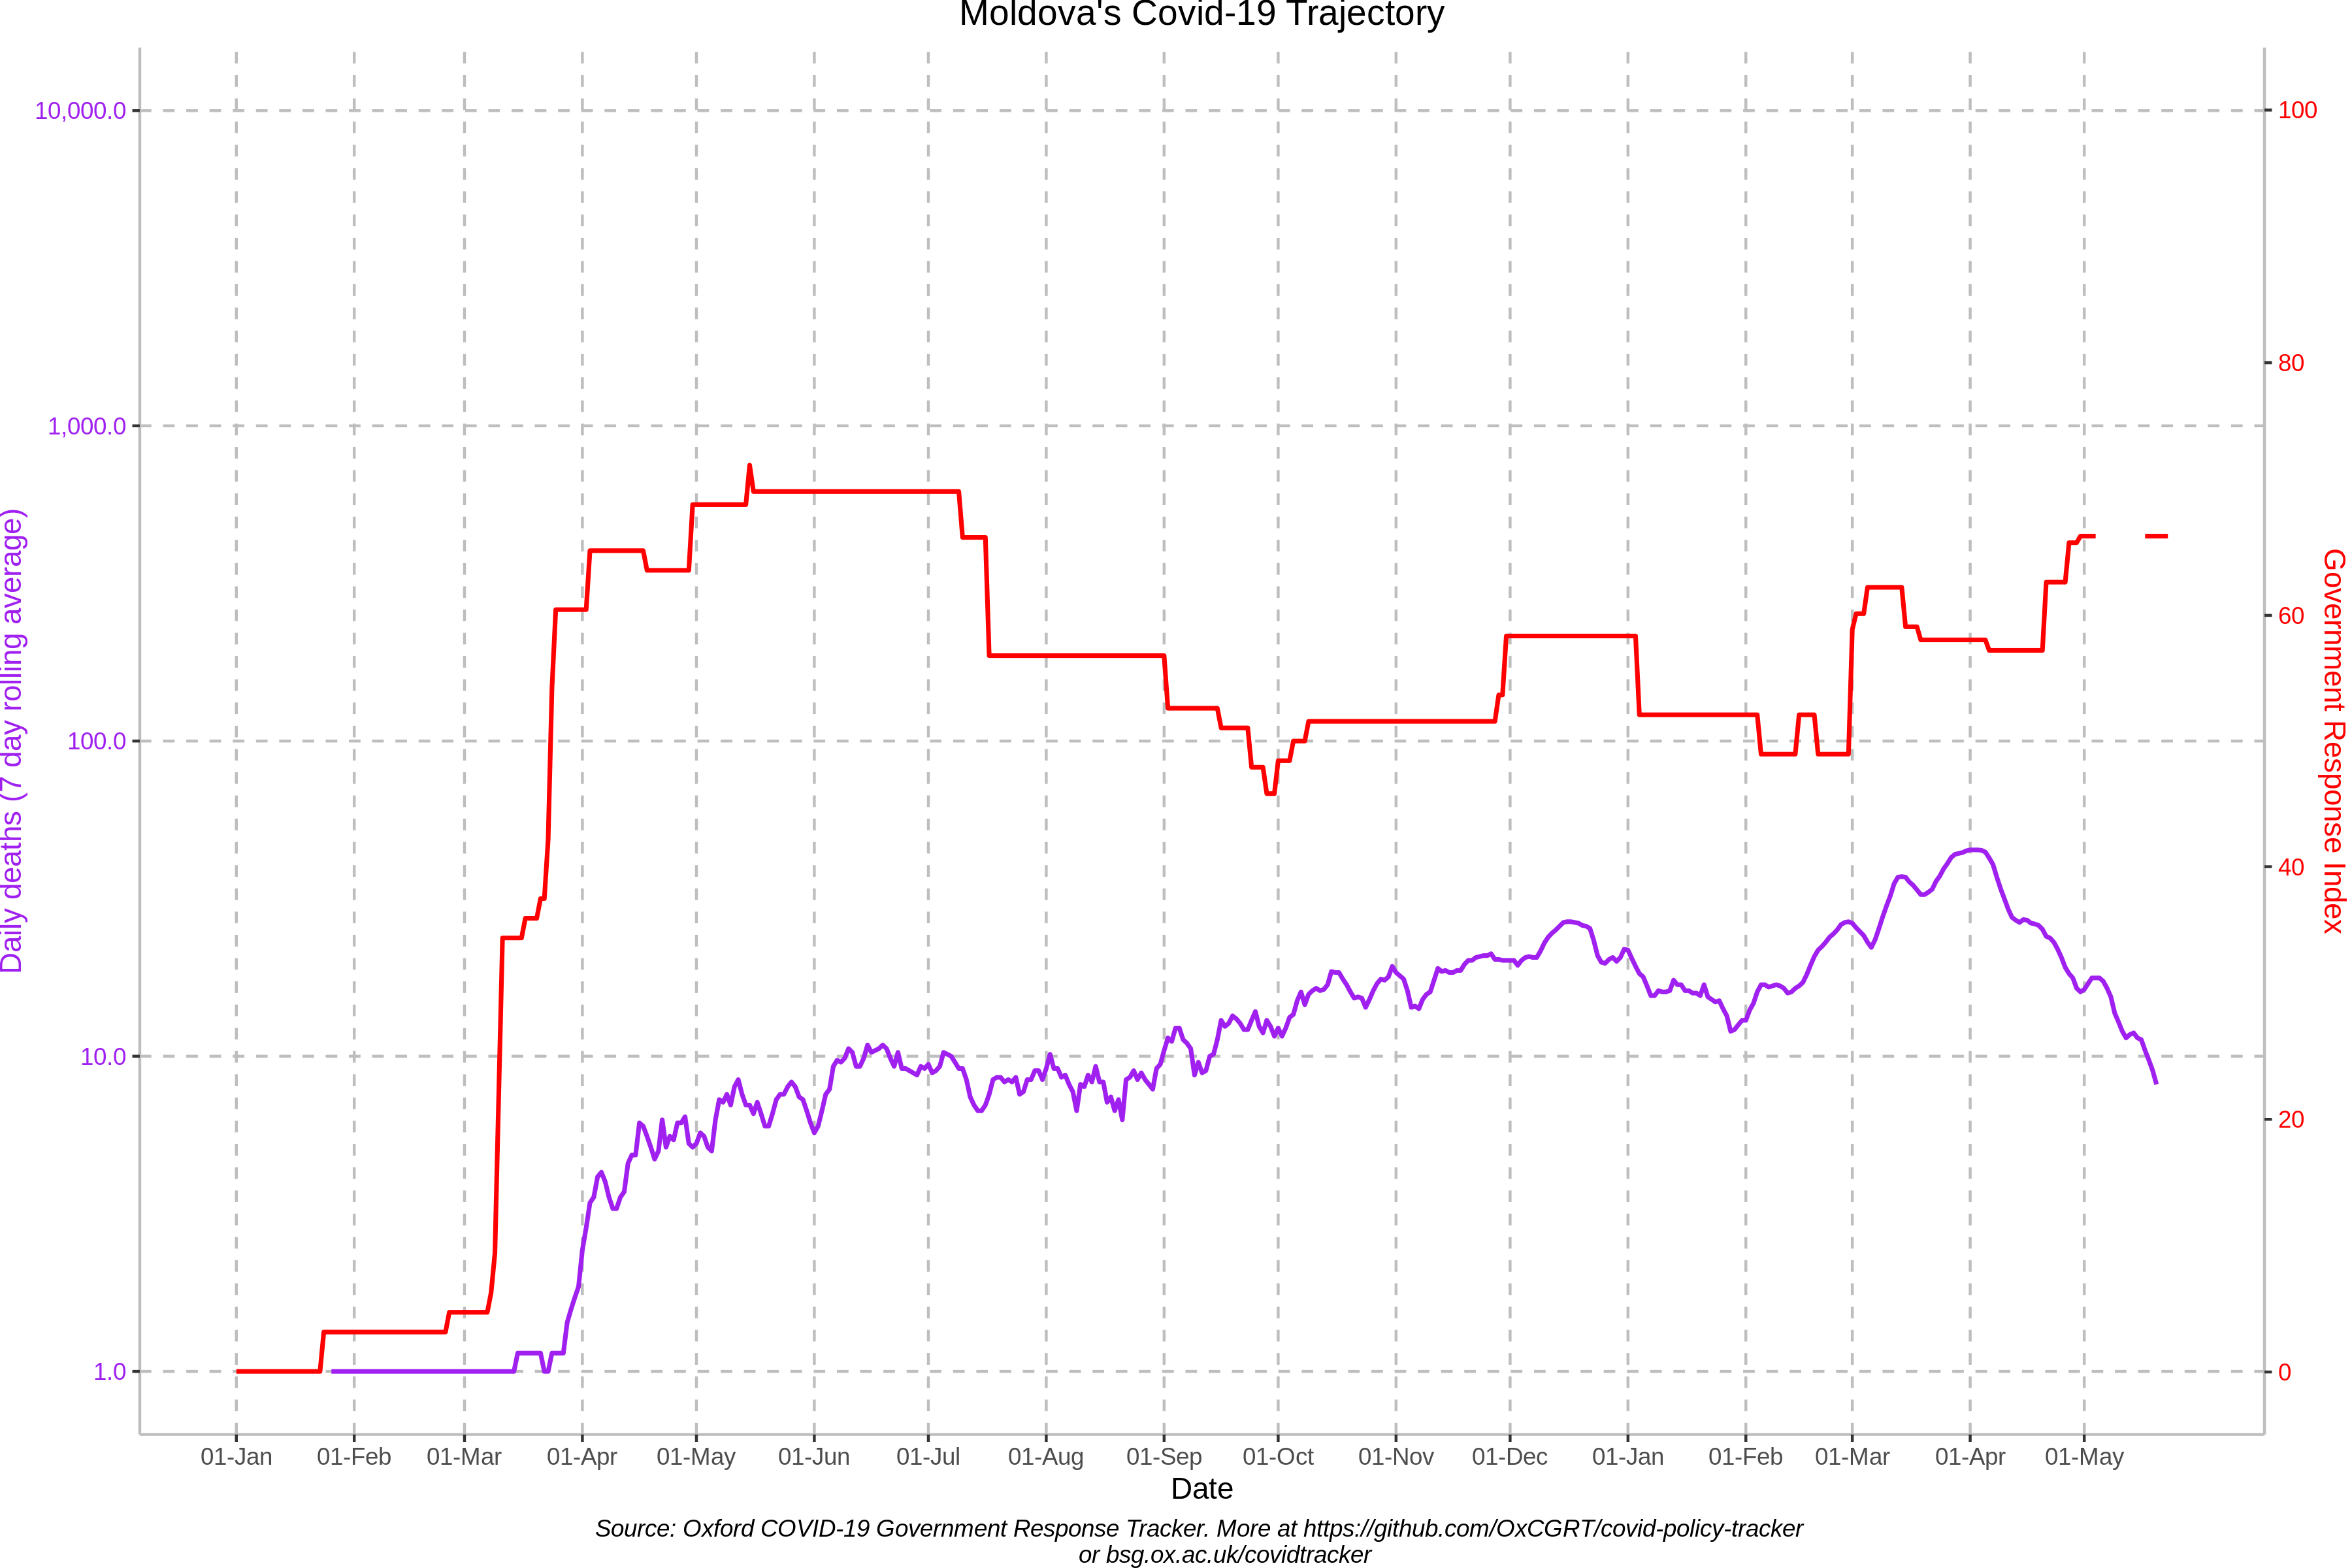 Moldova's Covid-19 Trajectory
10,000.0
1,000.0
100.0
10.0
1.0
Daily deaths (7 day rolling average)
100
80
60
40
20
0
Government Response Index
01-Jan 01-Feb 01-Mar 01-Apr 01-May 01-Jun 01-Jul 01-Aug 01-Sep 01-Oct 01-Nov 01-Dec 01-Jan 01-Feb 01-Mar 01-Apr 01-May
Date
Source: Oxford COVID-19 Government Response Tracker. More at https://github.com/OxCGRT/covid-policy-tracker
or bsg.ox.ac.uk/covidtracker